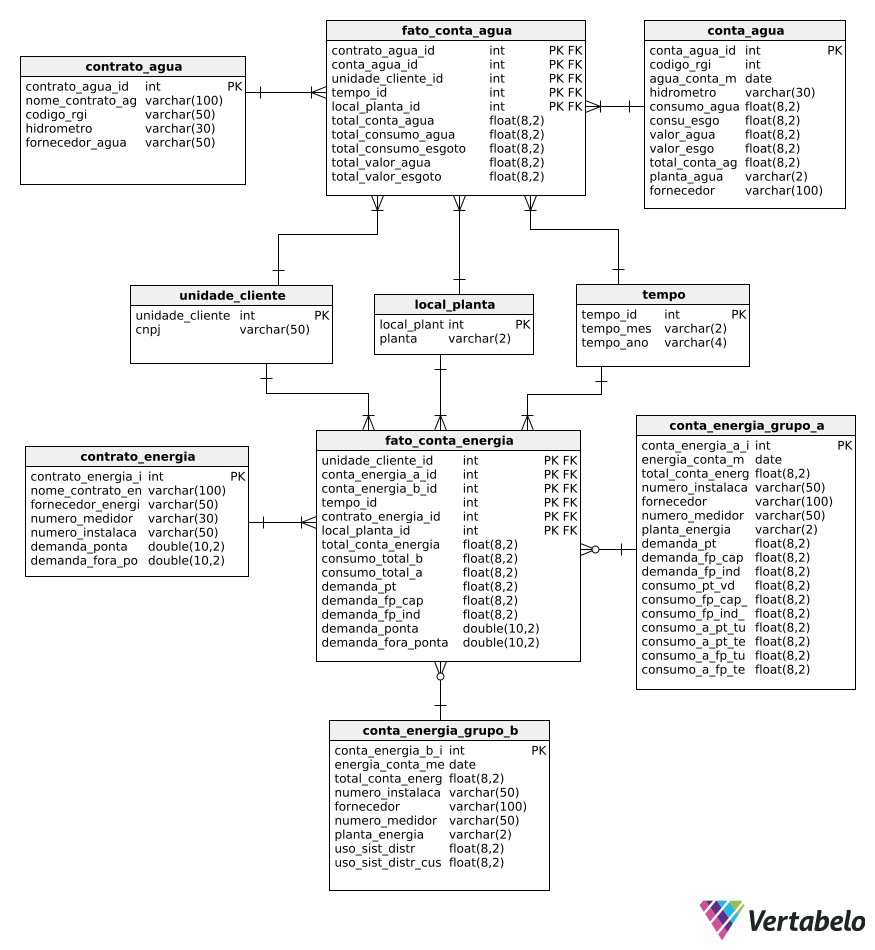 fato_conta_agua
contrato_agua_id int PK FK
conta_agua_id int PK FK
unidade_cliente_id int PK FK
tempo_id int PK FK
local_planta_id int PK FK
total_conta_agua float(8,2)
total_consumo_agua float(8,2)
total_consumo_esgoto float(8,2)
total_valor_agua float(8,2)
total_valor_esgoto float(8,2)
conta_agua
conta_agua_id int PK
codigo_rgi int
agua_conta_m date
hidrometro varchar(30)
consumo_agua float(8,2)
consu_esgo float(8,2)
valor_agua float(8,2)
valor_esgo float(8,2)
total_conta_ag float(8,2)
planta_agua varchar(2)
fornecedor varchar(100)
contrato_agua
contrato_agua_id int PK
nome_contrato_ag varchar(100)
codigo_rgi varchar(50)
hidrometro varchar(30)
fornecedor_agua varchar(50)
unidade_cliente
unidade_cliente int PK
cnpj varchar(50)
local_planta
local_plant int PK
planta varchar(2)
tempo
tempo_id int PK
tempo_mes varchar(2)
tempo_ano varchar(4)
contrato_energia
contrato_energia_i int PK
nome_contrato_en varchar(100)
fornecedor_energi varchar(50)
numero_medidor varchar(30)
numero_instalaca varchar(50)
demanda_ponta double(10,2)
demanda_fora_po double(10,2)
fato_conta_energia
unidade_cliente_id int PK FK
conta_energia_a_id int PK FK
conta_energia_b_id int PK FK
tempo_id int PK FK
contrato_energia_id int PK FK
local_planta_id int PK FK
total_conta_energia float(8,2)
consumo_total_b float(8,2)
consumo_total_a float(8,2)
demanda_pt float(8,2)
demanda_fp_cap float(8,2)
demanda_fp_ind float(8,2)
demanda_ponta double(10,2)
demanda_fora_ponta double(10,2)
conta_energia_grupo_a
conta_energia_a_i int PK
energia_conta_m date
total_conta_energ float(8,2)
numero_instalaca varchar(50)
fornecedor varchar(100)
numero_medidor varchar(50)
planta_energia varchar(2)
demanda_pt float(8,2)
demanda_fp_cap float(8,2)
demanda_fp_ind float(8,2)
consumo_pt_vd float(8,2)
consumo_fp_cap_ float(8,2)
consumo_fp_ind_ float(8,2)
consumo_a_pt_tu float(8,2)
consumo_a_pt_te float(8,2)
consumo_a_fp_tu float(8,2)
consumo_a_fp_te float(8,2)
conta_energia_grupo_b
conta_energia_b_i int PK
energia_conta_me date
total_conta_energ float(8,2)
numero_instalaca varchar(50)
fornecedor varchar(100)
numero_medidor varchar(50)
planta_energia varchar(2)
uso_sist_distr float(8,2)
uso_sist_distr_cus float(8,2)
Vertabelo